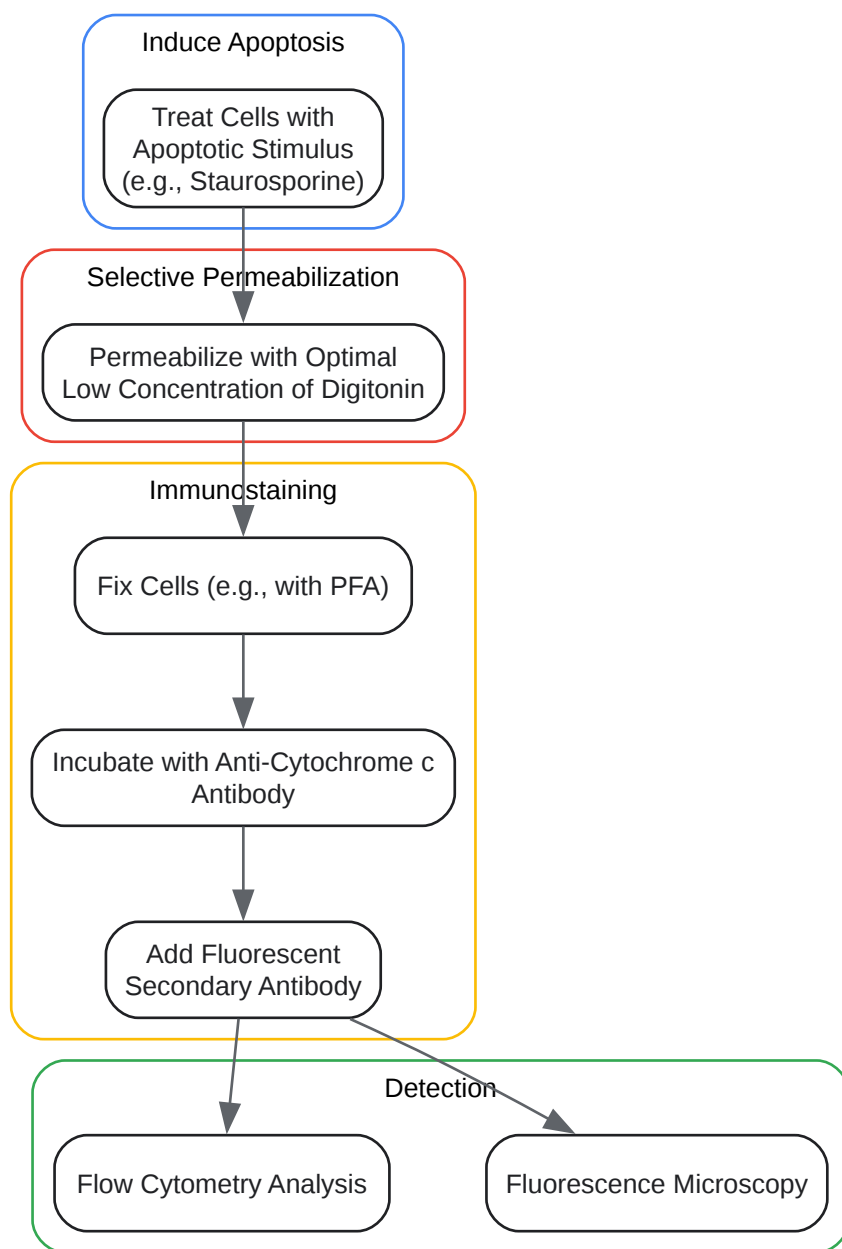 Induce Apoptosis
Treat Cells with
Apoptotic Stimulus
(e.g., Staurosporine)
Selective Permeabilization
Permeabilize with Optimal
Low Concentration of Digitonin
Immunostaining
Fix Cells (e.g., with PFA)
Incubate with Anti-Cytochrome c
Antibody
Add Fluorescent
Secondary Antibody
Detection
Flow Cytometry Analysis
Fluorescence Microscopy